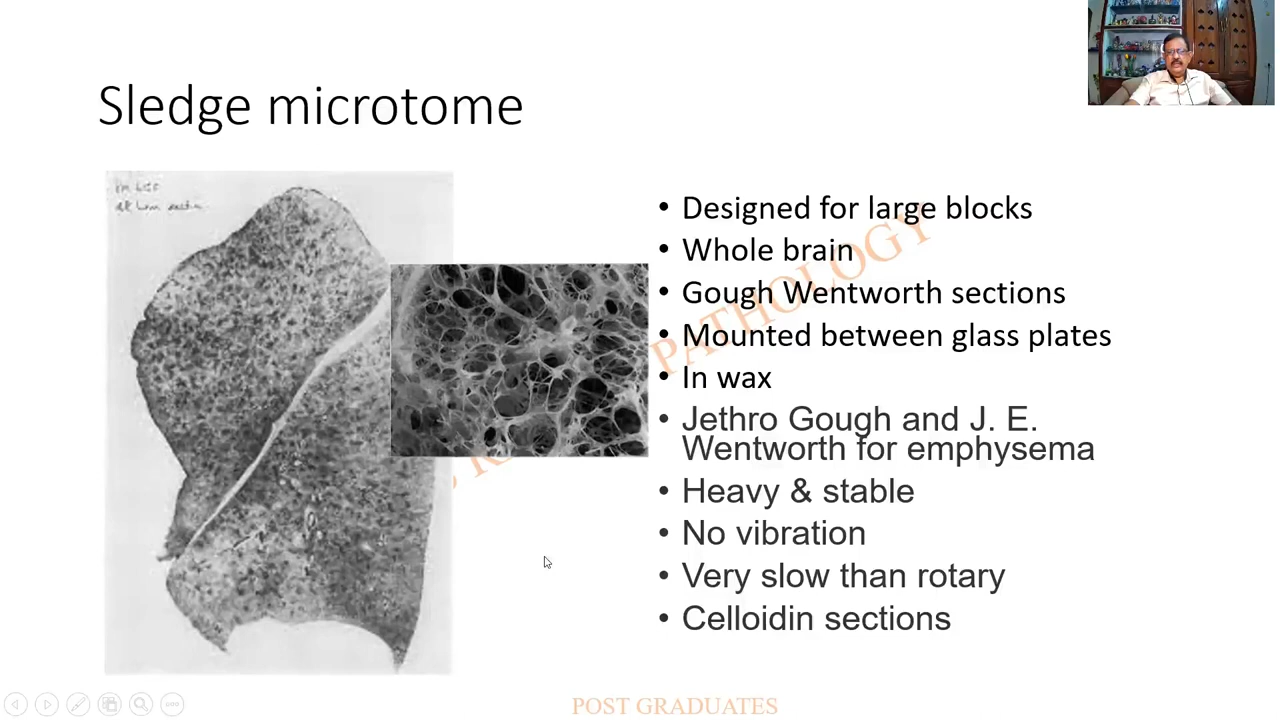 Sledge microtome
• Designed for large blocks
• Whole brain
• Gough Wentworth sections
• Mounted between glass plates
• In wax
• Jethro Gough and J. E.
Wentworth for emphysema
• Heavy & stable
• No vibration
• Very slow than rotary
• Celloidin sections
PATHOLOGY
POST GRADUATES